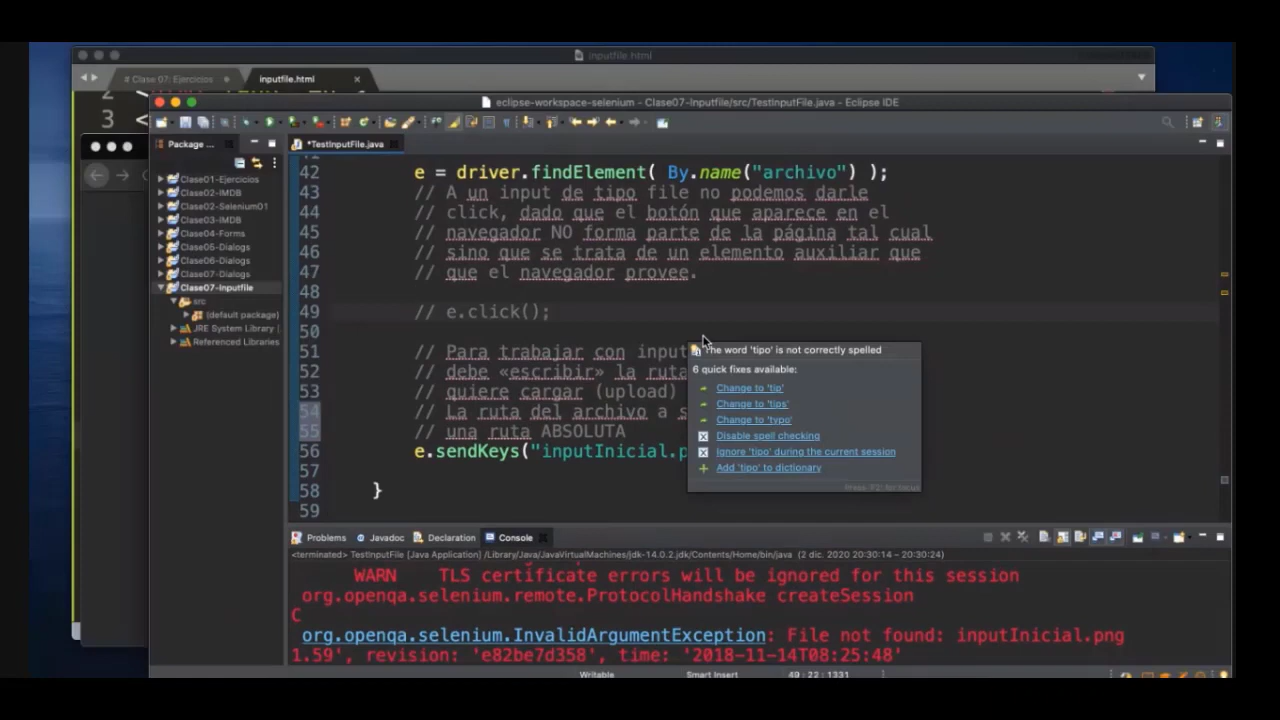 inputfile.html
# Clase 07: Ejercicios
inputfile.html
2
3
eclipse-workspace-selenium - Clase07-Inputfile/src/TestInputFile.java - Eclipse IDE
Package ...
*TestInputFile.java
Clase01-Ejercicios
Clase02-IMDB
Clase02-Selenium01
Clase03-IMDB
Clase04-Forms
Clase05-Dialogs
Clase06-Dialogs
Clase07-Dialogs
Clase07-Inputfile
src
(default package)
JRE System Library (
Referenced Libraries
42 e = driver.findElement( By.name("archivo") );
43 // A un input de tipo file no podemos darle
44 // click, dado que el botón que aparece en el
45 // navegador NO forma parte de la página tal cual
46 // sino que se trata de un elemento auxiliar que
47 // que el navegador provee.
48
49 // e.click();
50
51 // Para trabajar con input
52 // debe «escribir» la ruta
53 // quiere cargar (upload)
54 // La ruta del archivo a s
55 // una ruta ABSOLUTA
56 e.sendKeys("inputInicial.p
57
58 }
59
The word 'tipo' is not correctly spelled
6 quick fixes available:
Change to 'tip'
Change to 'tips'
Change to 'typo'
Disable spell checking
Ignore 'tipo' during the current session
Add 'tipo' to dictionary
Press 'F2' for focus
Problems Javadoc Declaration Console
<terminated> TestInputFile [Java Application] /Library/Java/JavaVirtualMachines/jdk-14.0.2.jdk/Contents/Home/bin/java (2 dic. 2020 20:30:14 – 20:30:24)
WARN TLS certificate errors will be ignored for this session
org.openqa.selenium.remote.ProtocolHandshake createSession
C
org.openqa.selenium.InvalidArgumentException: File not found: inputInicial.png
1.59', revision: 'e82be7d358', time: '2018-11-14T08:25:48'
Writable Smart Insert 49 : 22 : 1331